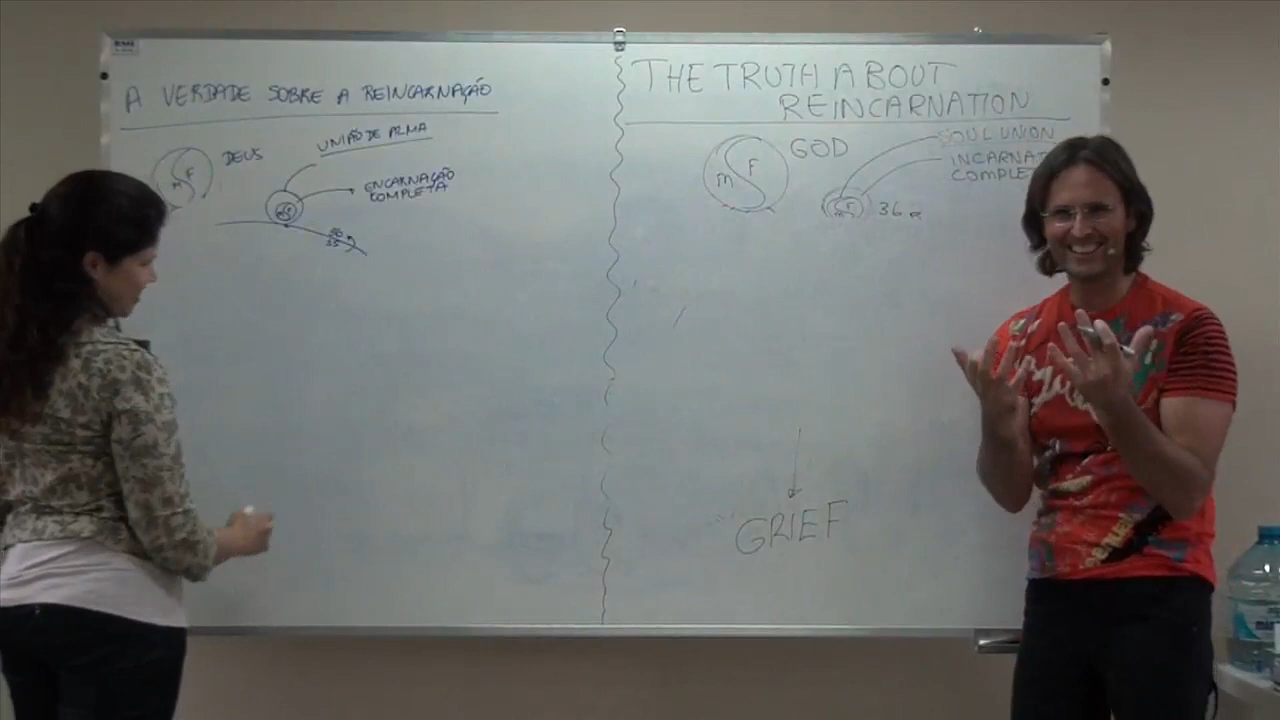 A VERDADE SOBRE A REINCARNAÇÃO
UNIÃO DE ALMA
DEUS
M F
ENCARNAÇÃO
COMPLETA
THE TRUTH ABOUT
REINCARNATION
SOUL UNION
GOD
INCARNAT
COMPLETE
M F
36
GRIEF